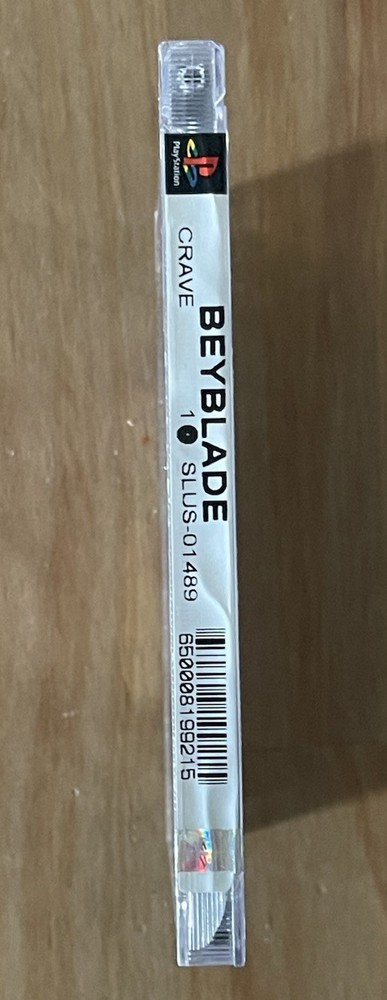 PlayStation
BEYBLADE
CRAVE
1 SLUS-01489
650008199215